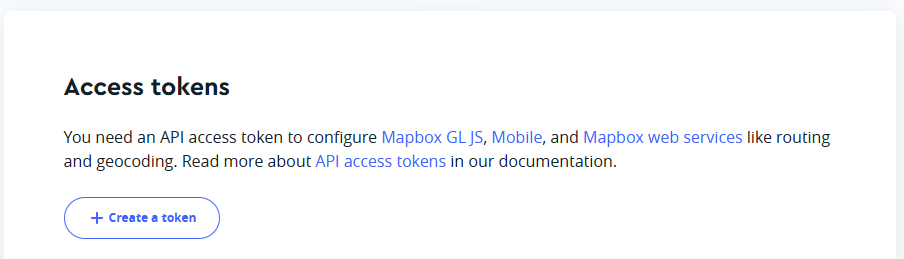 Access tokens
You need an API access token to configure Mapbox GL JS, Mobile, and Mapbox web services like routing
and geocoding. Read more about API access tokens in our documentation.
+ Create a token